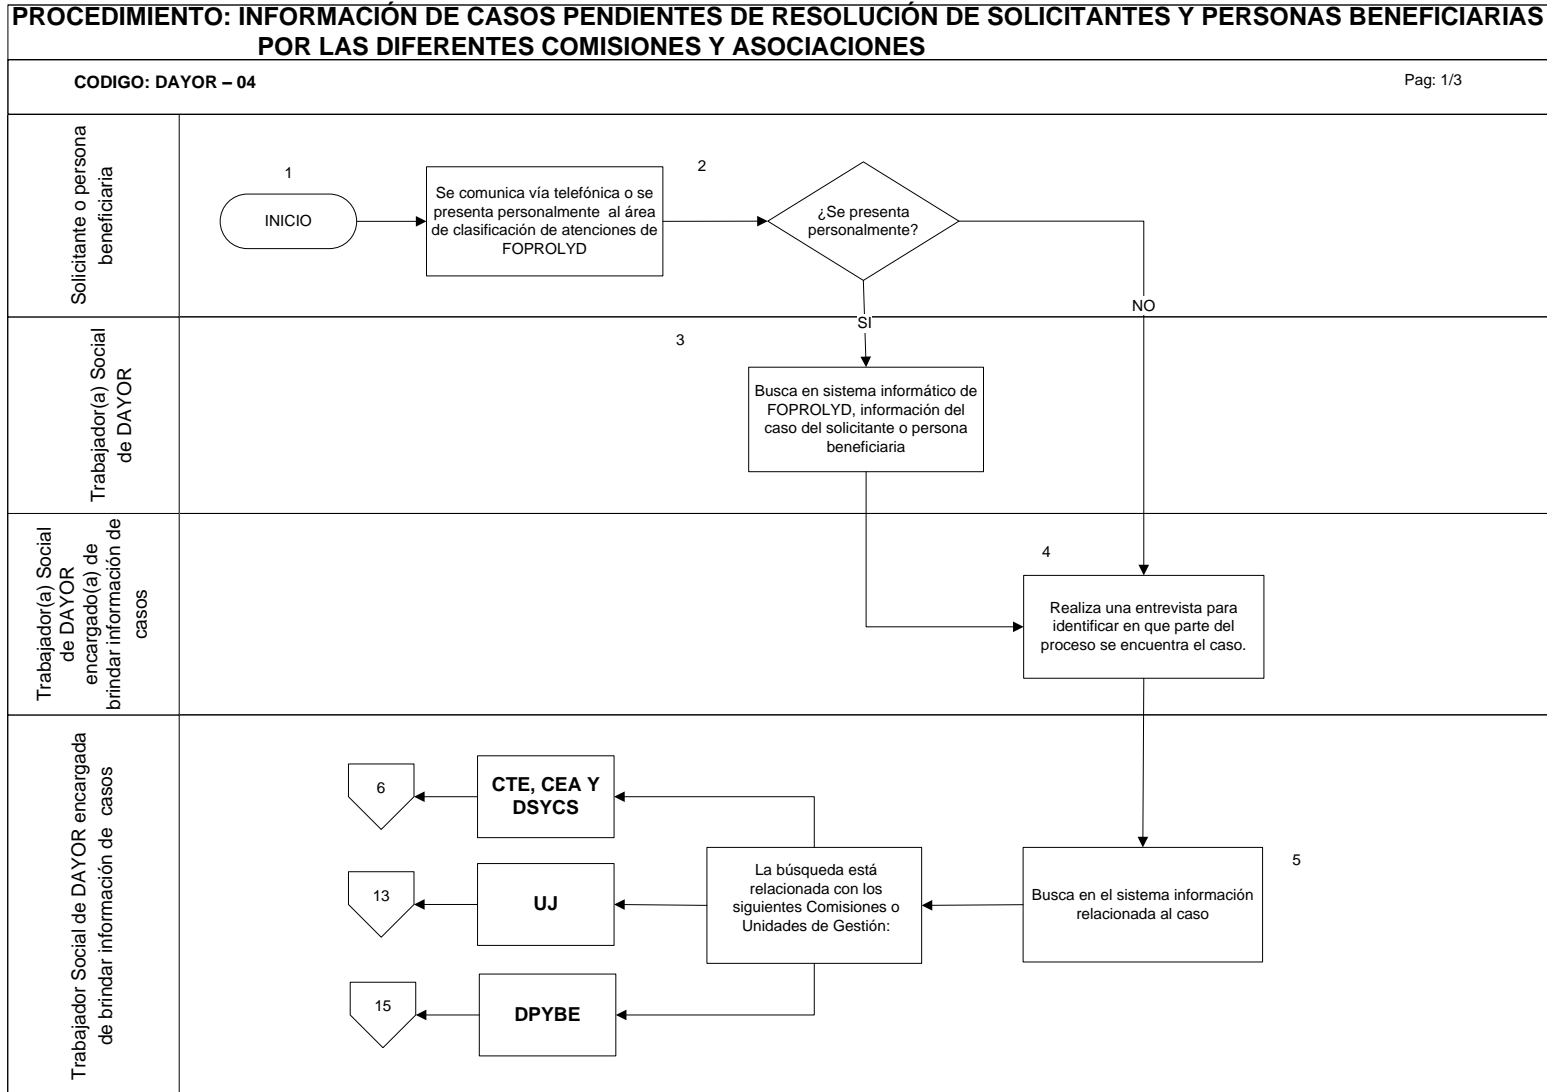 PROCEDIMIENTO: INFORMACIÓN DE CASOS PENDIENTES DE RESOLUCIÓN DE SOLICITANTES Y PERSONAS BENEFICIARIAS
POR LAS DIFERENTES COMISIONES Y ASOCIACIONES
CODIGO: DAYOR – 04
Pag: 1/3
Solicitante o persona
beneficiaria
1
INICIO
Se comunica vía telefónica o se
presenta personalmente al área
de clasificación de atenciones de
FOPROLYD
2
¿Se presenta
personalmente?
NO
SI
Trabajador(a) Social
de DAYOR
3
Busca en sistema informático de
FOPROLYD, información del
caso del solicitante o persona
beneficiaria
Trabajador(a) Social
de DAYOR
encargado(a) de
brindar información de
casos
4
Realiza una entrevista para
identificar en que parte del
proceso se encuentra el caso.
Trabajador Social de DAYOR encargada
de brindar información de casos
5
Busca en el sistema información
relacionada al caso
La búsqueda está
relacionada con los
siguientes Comisiones o
Unidades de Gestión:
CTE, CEA Y
DSYCS
6
UJ
13
DPYBE
15